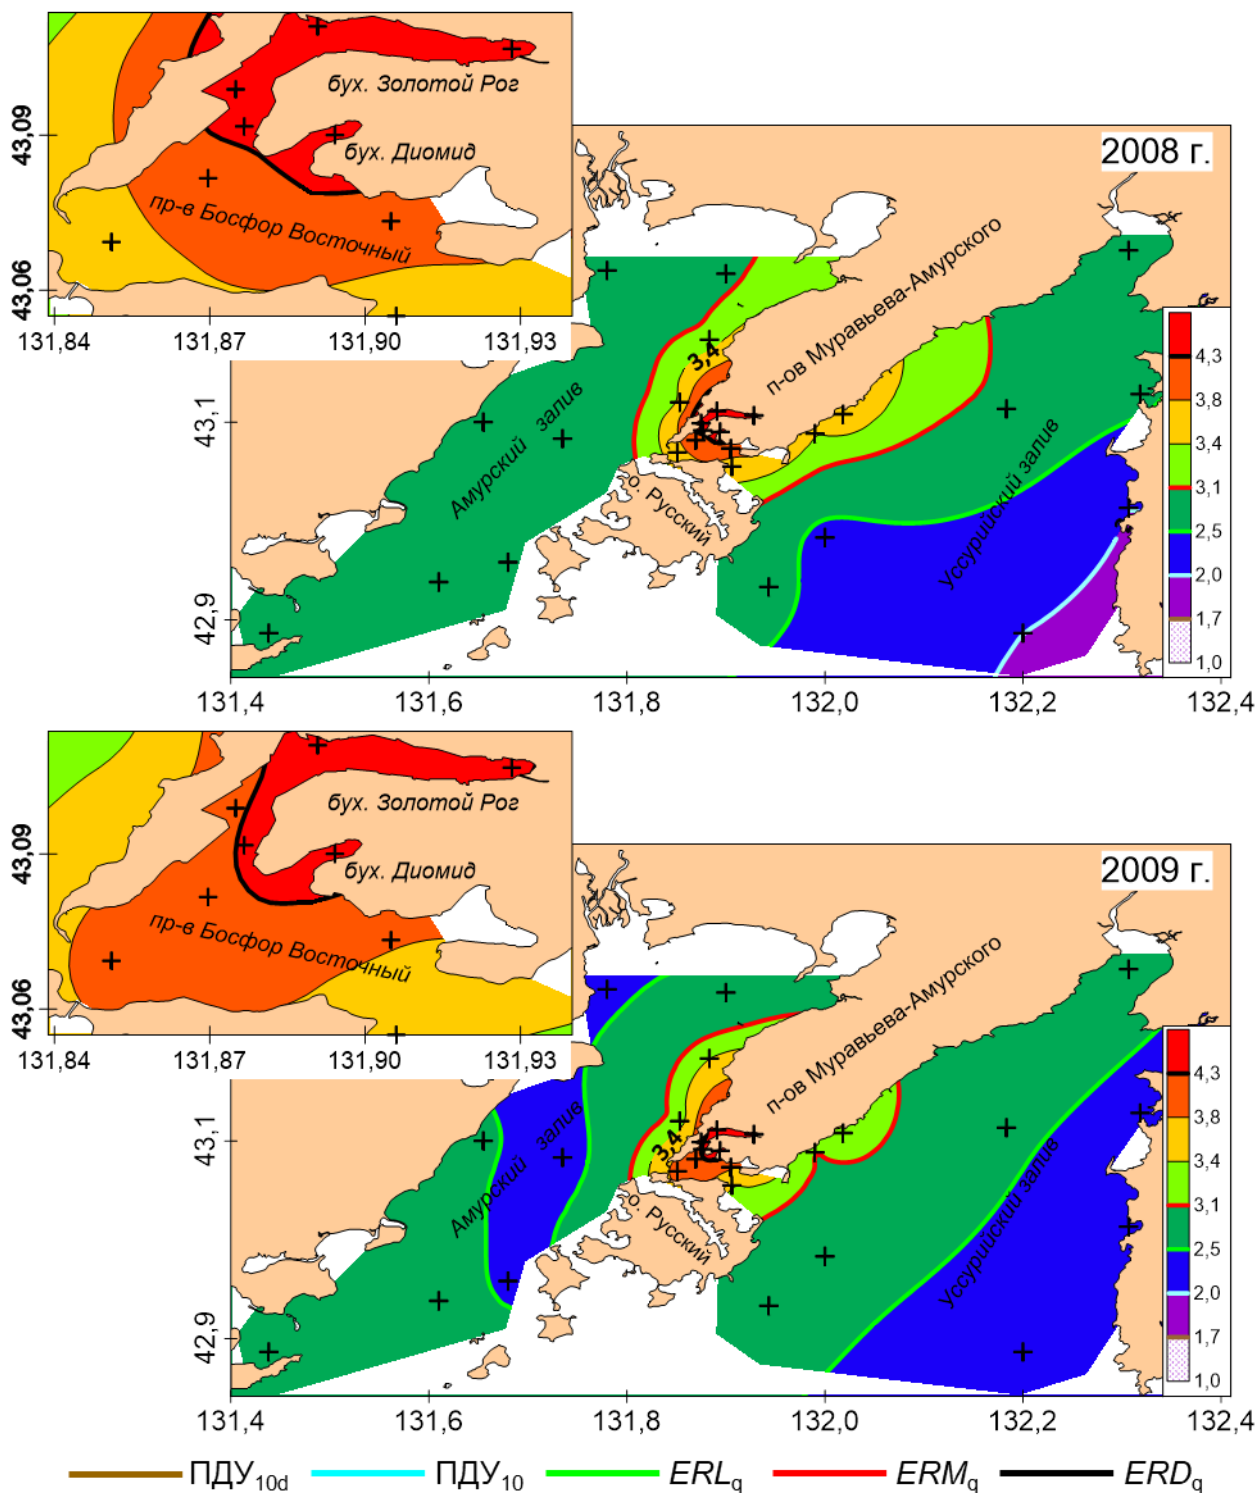 бух. Золотой Рог
бух. Диомид
пр-в Босфор Восточный
43,09
43,06
131,84
131,87
131,90
131,93
2008 г.
п-ов Муравьева-Амурского
Амурский залив
Уссурийский залив
о. Русский
3,4
43,1
42,9
4,3
3,8
3,4
3,1
2,5
2,0
1,7
1,0
131,4
131,6
131,8
132,0
132,2
132,4
бух. Золотой Рог
бух. Диомид
пр-в Босфор Восточный
43,09
43,06
131,84
131,87
131,90
131,93
2009 г.
п-ов Муравьева-Амурского
Амурский залив
Уссурийский залив
о. Русский
3,4
43,1
42,9
4,3
3,8
3,4
3,1
2,5
2,0
1,7
1,0
131,4
131,6
131,8
132,0
132,2
132,4
ПДУ10d ПДУ10 ERLq ERMq ERDq